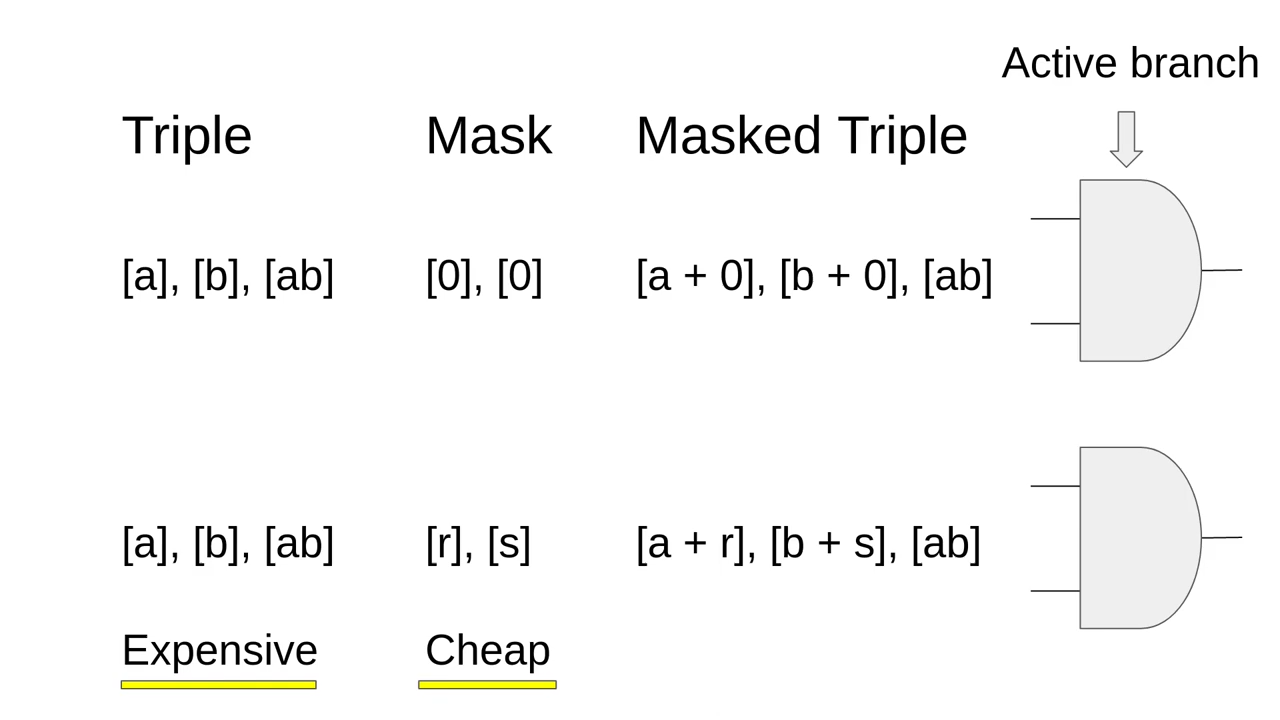 Active branch
Triple Mask Masked Triple
[a], [b], [ab] [0], [0] [a + 0], [b + 0], [ab]
[a], [b], [ab] [r], [s] [a + r], [b + s], [ab]
Expensive Cheap